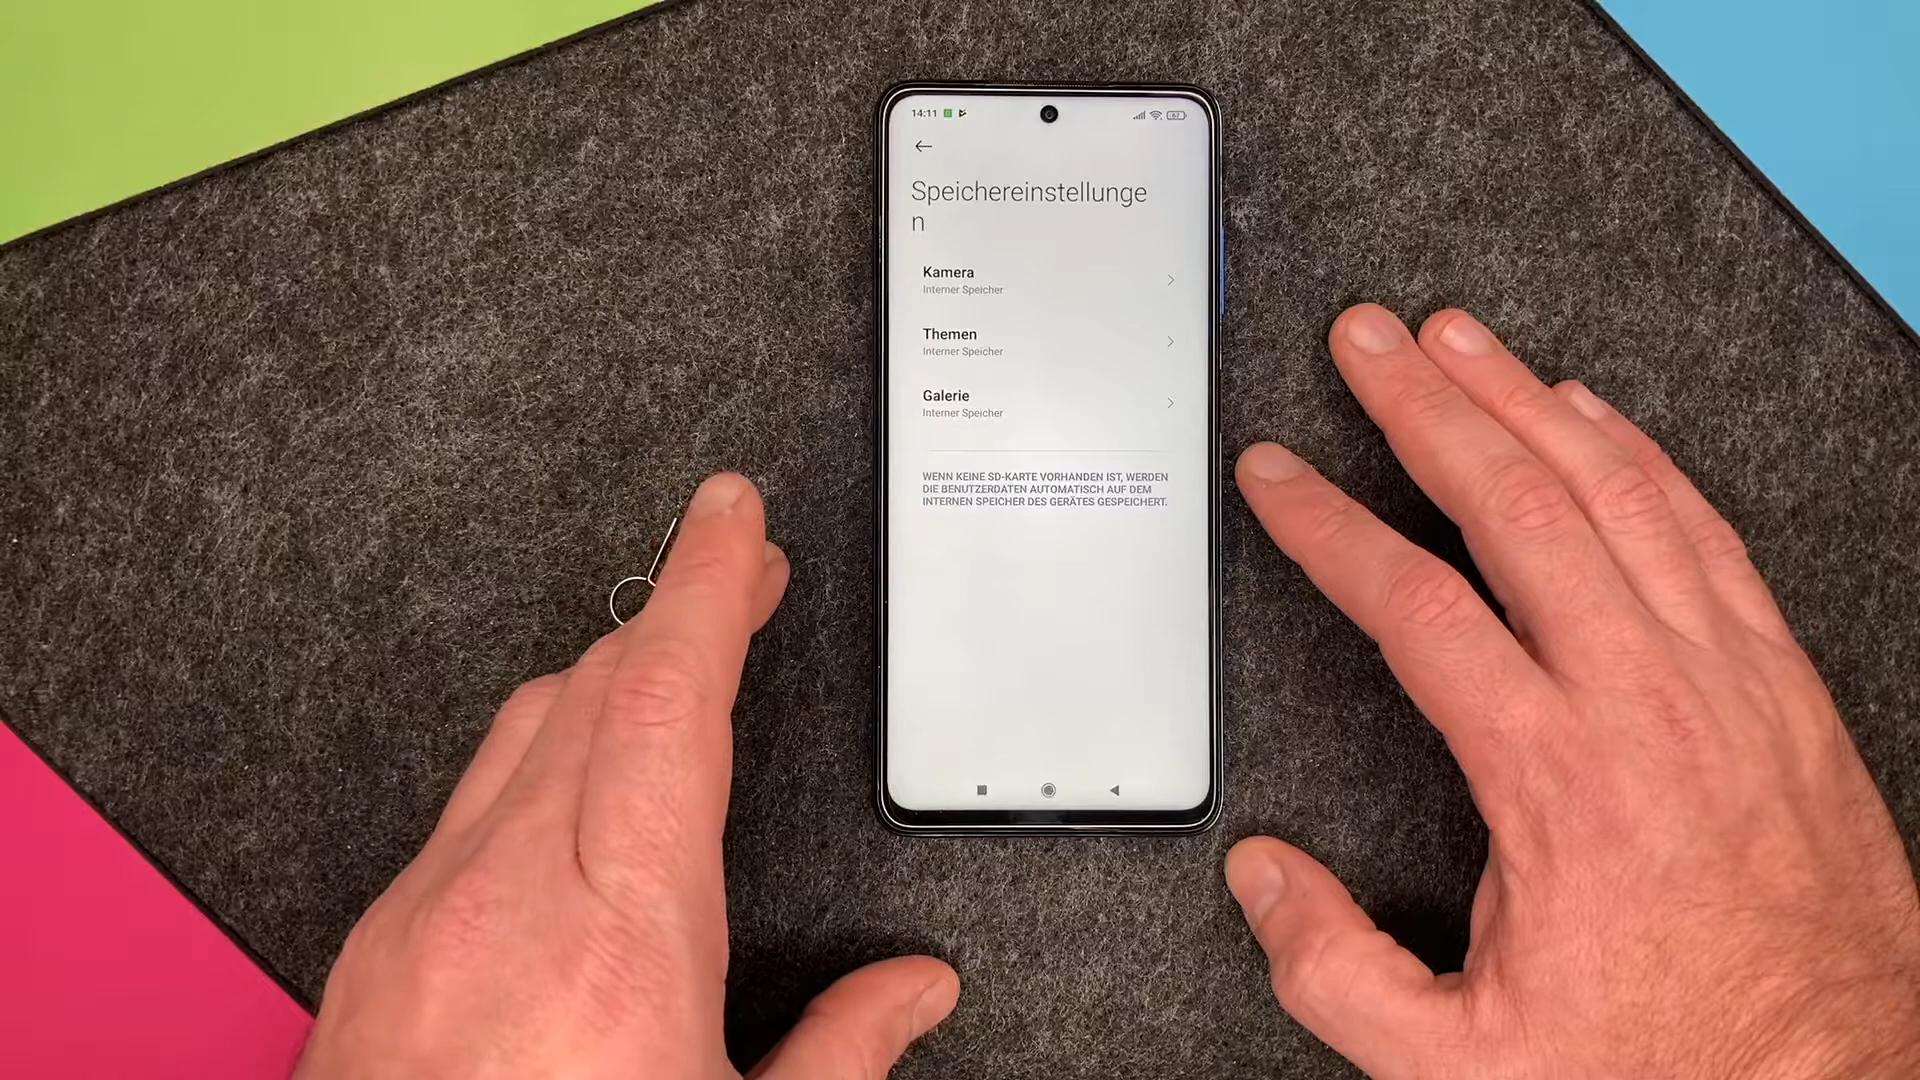 14:11
67
Speichereinstellunge
n
Kamera
Interner Speicher
Themen
Interner Speicher
Galerie
Interner Speicher
WENN KEINE SD-KARTE VORHANDEN IST, WERDEN
DIE BENUTZERDATEN AUTOMATISCH AUF DEM
INTERNEN SPEICHER DES GERÄTES GESPEICHERT.